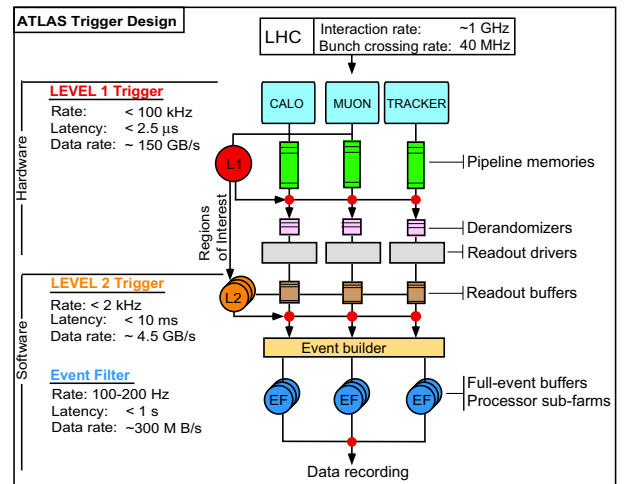 ATLAS Trigger Design
LHC
Interaction rate: ~1 GHz
Bunch crossing rate: 40 MHz
Hardware
LEVEL 1 Trigger
Rate: < 100 kHz
Latency: < 2.5 μs
Data rate: ~ 150 GB/s
CALO
MUON
TRACKER
L1
Pipeline memories
Regions
of Interest
Derandomizers
Readout drivers
Software
LEVEL 2 Trigger
Rate: < 2 kHz
Latency: < 10 ms
Data rate: ~ 4.5 GB/s
L2
Readout buffers
Event builder
Event Filter
Rate: 100-200 Hz
Latency: < 1 s
Data rate: ~300 M B/s
EF
EF
EF
Full-event buffers
Processor sub-farms
Data recording